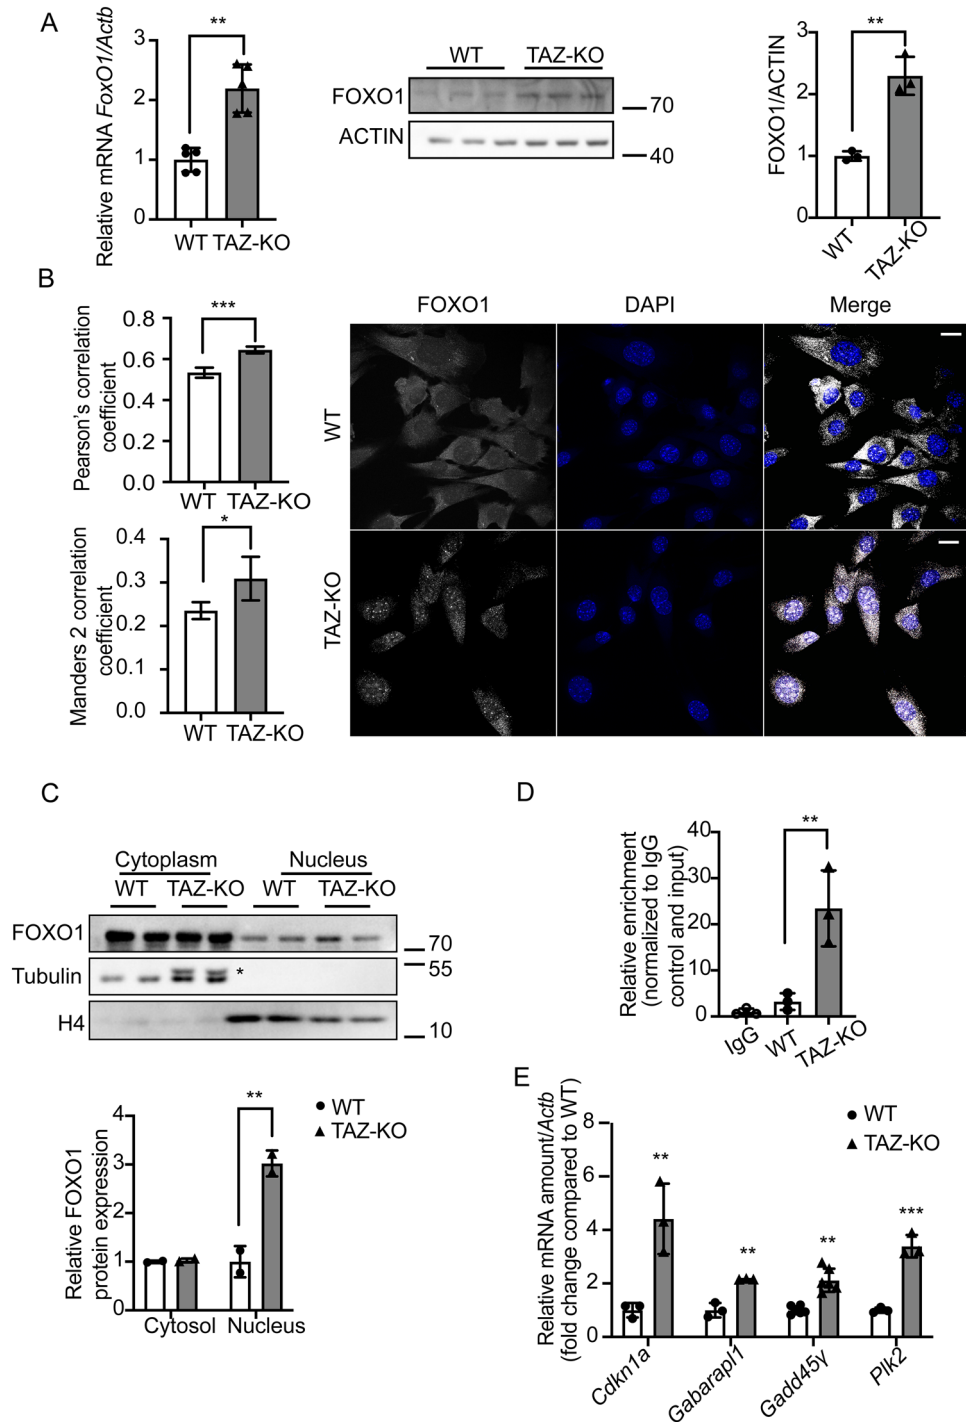 A
Relative mRNA FoxO1/Actb
3
2
1
0
**
WT TAZ-KO
WT TAZ-KO
FOXO1
ACTIN
70
40
FOXO1/ACTIN
3
2
1
0
**
WT
TAZ-KO
B
Pearson's correlation
coefficient
0.8
0.6
0.4
0.2
0.0
***
WT TAZ-KO
Manders 2 correlation
coefficient
0.4
0.3
0.2
0.1
0.0
*
WT TAZ-KO
FOXO1 DAPI Merge
WT
TAZ-KO
C
Cytoplasm Nucleus
WT TAZ-KO WT TAZ-KO
FOXO1
Tubulin
H4
70
55
*
10
Relative FOXO1
protein expression
4
3
2
1
0
**
WT
TAZ-KO
Cytosol Nucleus
D
Relative enrichment
(normalized to IgG
control and input)
40
30
20
10
0
**
IgG
WT
TAZ-KO
E
Relative mRNA amount/Actb
(fold change compared to WT)
8
6
4
2
0
WT
TAZ-KO
** ** ** ***
Cdkn1a
Gabarapl1
Gadd45γ
Plk2